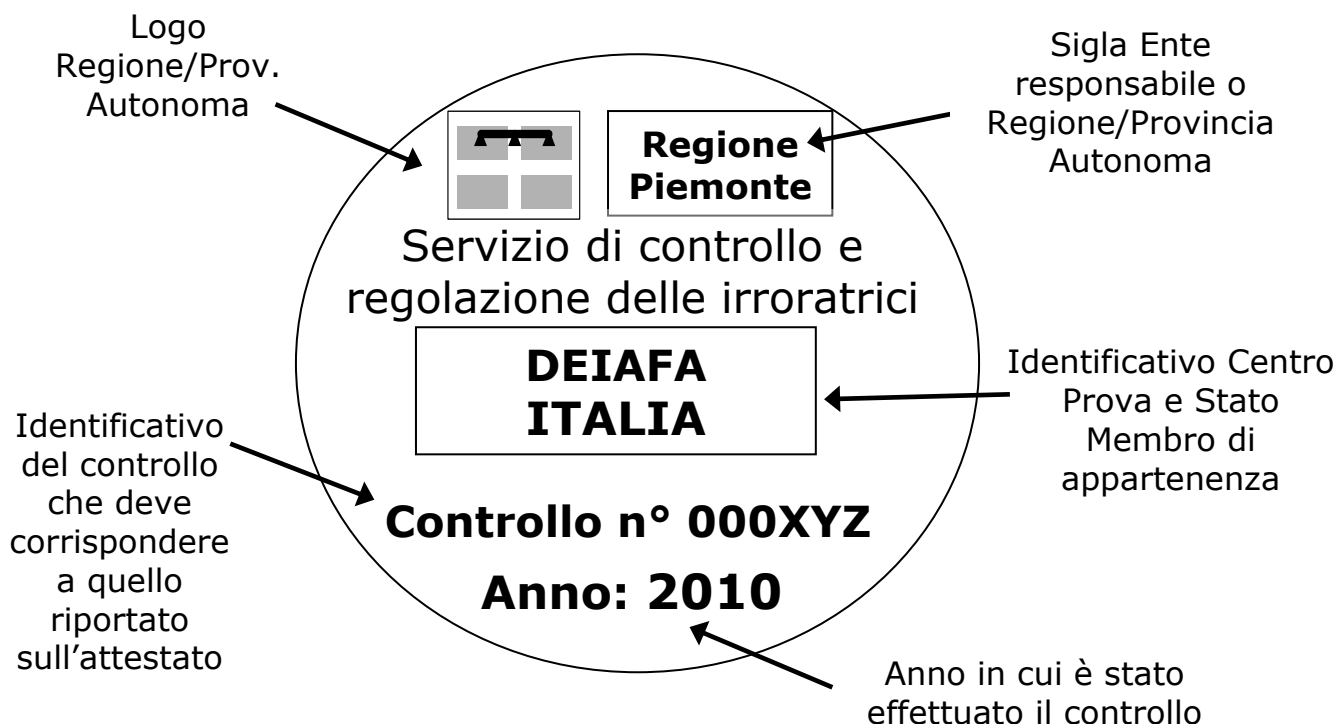 Logo
Regione/Prov.
Autonoma
Sigla Ente
responsabile o
Regione/Provincia
Autonoma
Regione
Piemonte
Servizio di controllo e
regolazione delle irroratrici
DEIAFA
ITALIA
Identificativo Centro
Prova e Stato
Membro di
appartenenza
Identificativo
del controllo
che deve
corrispondere
a quello
riportato
sull'attestato
Controllo n° 000XYZ
Anno: 2010
Anno in cui è stato
effettuato il controllo